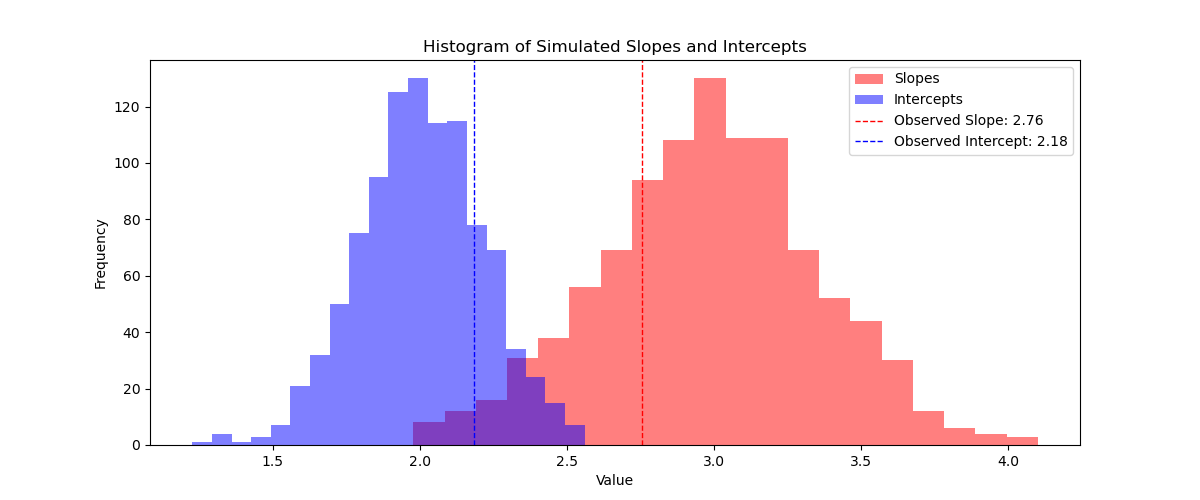 Histogram of Simulated Slopes and Intercepts
Slopes
Intercepts
Observed Slope: 2.76
Observed Intercept: 2.18
Frequency
120
100
80
60
40
20
0
1.5 2.0 2.5 3.0 3.5 4.0
Value